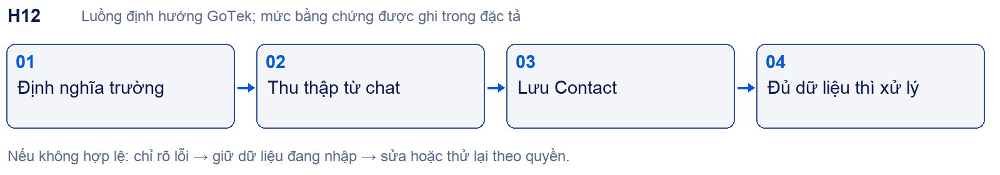 H12 Luồng định hướng GoTek; mức bằng chứng được ghi trong đặc tả
01
Định nghĩa trường
02
Thu thập từ chat
03
Lưu Contact
04
Đủ dữ liệu thì xử lý
Nếu không hợp lệ: chỉ rõ lỗi → giữ dữ liệu đang nhập → sửa hoặc thử lại theo quyền.